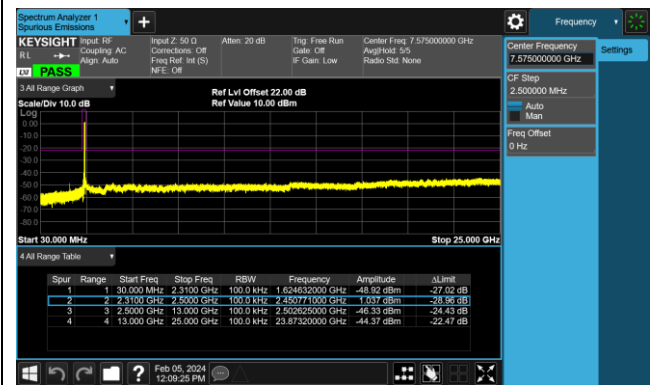 Spectrum Analyzer 1
Spurious Emissions
Frequency
KEYSIGHT
RL
PASS
Input: RF
Coupling: AC
Align: Auto
Input Z: 50 Ω
Corrections: Off
Freq Ref: Int (S)
NFE: Off
Atten: 20 dB
Trig: Free Run
Gate: Off
IF Gain: Low
Center Freq: 7.575000000 GHz
Avg|Hold: 5/5
Radio Std: None
Center Frequency
7.575000000 GHz
Settings
CF Step
2.500000 MHz
Auto
Man
Freq Offset
0 Hz
3 All Range Graph
Scale/Div 10.0 dB
Ref Lvl Offset 22.00 dB
Ref Value 10.00 dBm
Log
0.00
-10.0
-20.0
-30.0
-40.0
-50.0
-60.0
-70.0
-80.0
Start 30.000 MHz
Stop 25.000 GHz
4 All Range Table
Spur Range Start Freq Stop Freq RBW Frequency Amplitude ΔLimit
1 1 30.000 MHz 2.3100 GHz 100.0 kHz 1.624632000 GHz -48.92 dBm -27.02 dB
2 2 2.3100 GHz 2.5000 GHz 100.0 kHz 2.450771000 GHz 1.037 dBm -28.96 dB
3 3 2.5000 GHz 13.000 GHz 100.0 kHz 2.502625000 GHz -46.33 dBm -24.43 dB
4 4 13.000 GHz 25.000 GHz 100.0 kHz 23.87320000 GHz -44.37 dBm -22.47 dB
?
Feb 05, 2024
12:09:25 PM